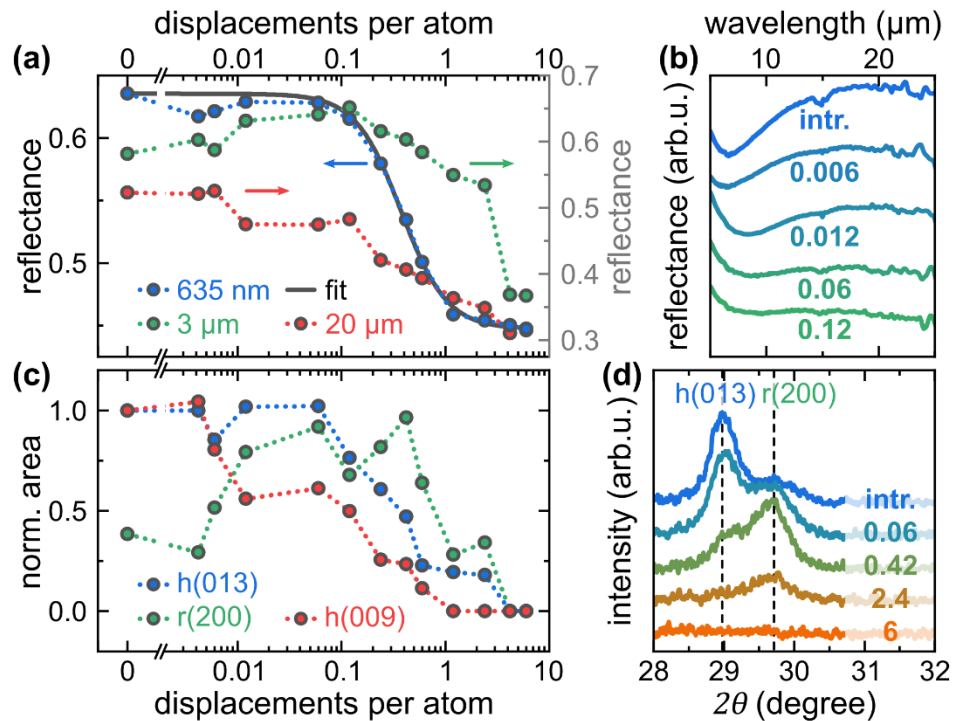 displacements per atom
0 0.01 0.1 1 10
(a)
0.6
0.5
reflectance
0.7
0.6
0.5
0.4
0.3
reflectance
635 nm
fit
3 µm
20 µm
wavelength (µm)
10 20
(b)
reflectance (arb.u.)
intr.
0.006
0.012
0.06
0.12
(c)
1.0
0.5
0.0
norm. area
h(013)
r(200)
h(009)
0 0.01 0.1 1 10
displacements per atom
(d)
h(013) r(200)
intensity (arb.u.)
intr.
0.06
0.42
2.4
6
28 29 30 31 32
2θ (degree)